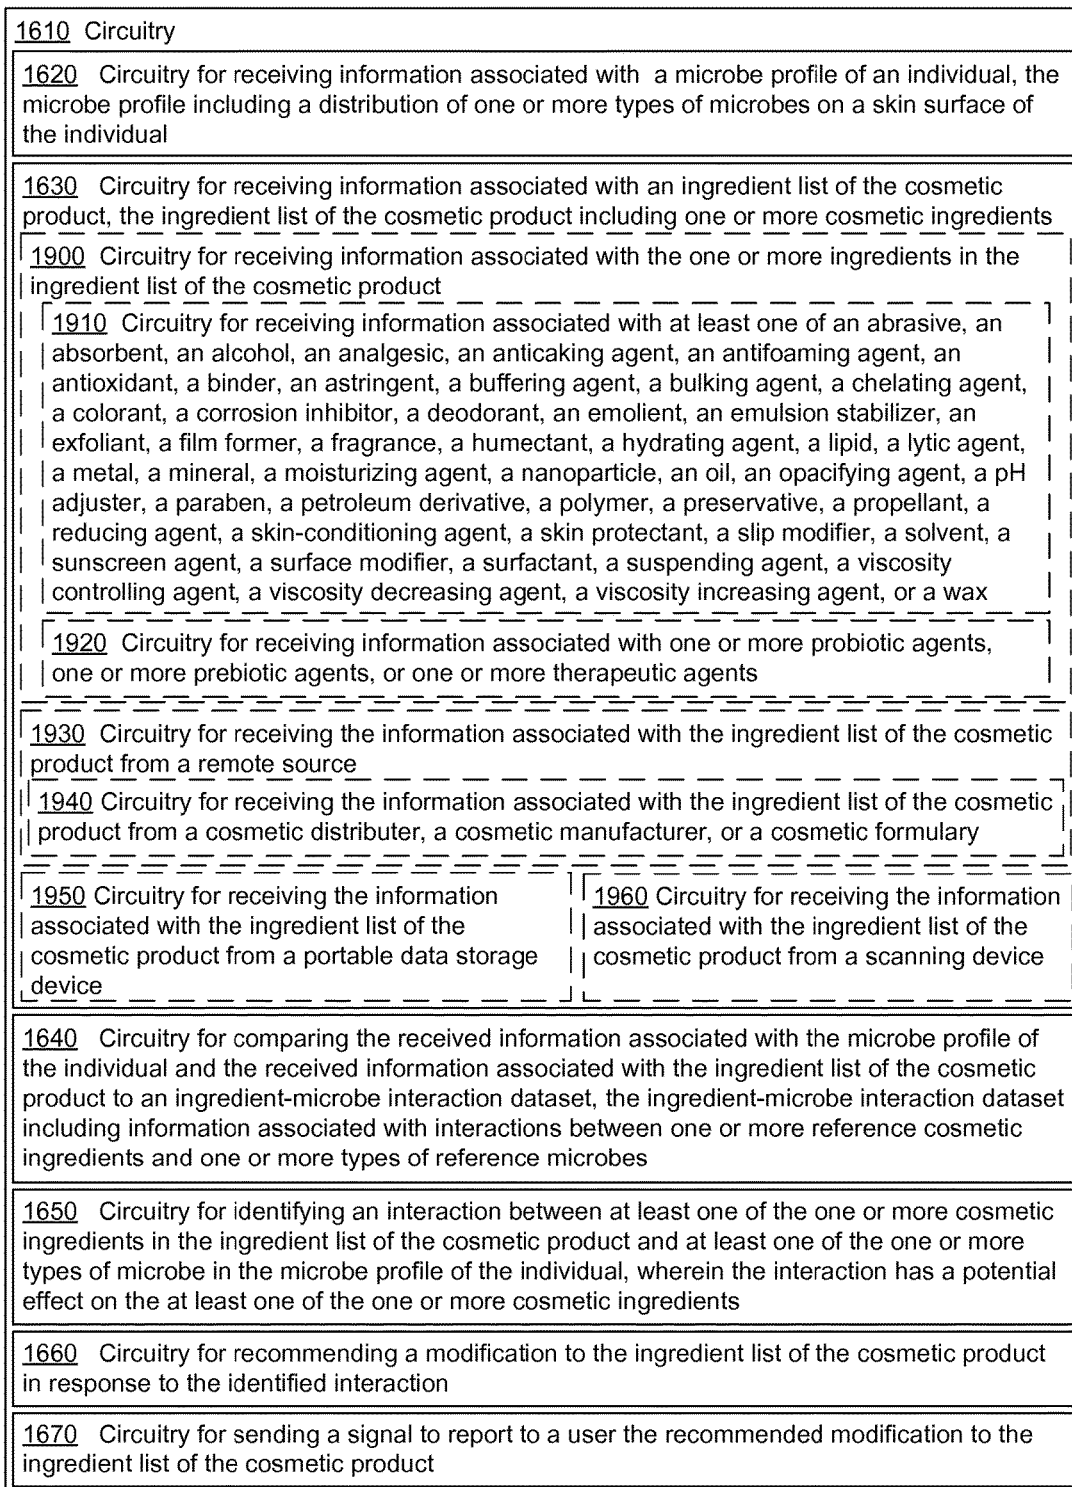 1610 Circuitry
1620 Circuitry for receiving information associated with a microbe profile of an individual, the
microbe profile including a distribution of one or more types of microbes on a skin surface of
the individual
1630 Circuitry for receiving information associated with an ingredient list of the cosmetic
product, the ingredient list of the cosmetic product including one or more cosmetic ingredients
1900 Circuitry for receiving information associated with the one or more ingredients in the
ingredient list of the cosmetic product
1910 Circuitry for receiving information associated with at least one of an abrasive, an
absorbent, an alcohol, an analgesic, an anticaking agent, an antifoaming agent, an
antioxidant, a binder, an astringent, a buffering agent, a bulking agent, a chelating agent,
a colorant, a corrosion inhibitor, a deodorant, an emolient, an emulsion stabilizer, an
exfoliant, a film former, a fragrance, a humectant, a hydrating agent, a lipid, a lytic agent,
a metal, a mineral, a moisturizing agent, a nanoparticle, an oil, an opacifying agent, a pH
adjuster, a paraben, a petroleum derivative, a polymer, a preservative, a propellant, a
reducing agent, a skin-conditioning agent, a skin protectant, a slip modifier, a solvent, a
sunscreen agent, a surface modifier, a surfactant, a suspending agent, a viscosity
controlling agent, a viscosity decreasing agent, a viscosity increasing agent, or a wax
1920 Circuitry for receiving information associated with one or more probiotic agents,
one or more prebiotic agents, or one or more therapeutic agents
1930 Circuitry for receiving the information associated with the ingredient list of the cosmetic
product from a remote source
1940 Circuitry for receiving the information associated with the ingredient list of the cosmetic
product from a cosmetic distributer, a cosmetic manufacturer, or a cosmetic formulary
1950 Circuitry for receiving the information
associated with the ingredient list of the
cosmetic product from a portable data storage
device
1960 Circuitry for receiving the information
associated with the ingredient list of the
cosmetic product from a scanning device
1640 Circuitry for comparing the received information associated with the microbe profile of
the individual and the received information associated with the ingredient list of the cosmetic
product to an ingredient-microbe interaction dataset, the ingredient-microbe interaction dataset
including information associated with interactions between one or more reference cosmetic
ingredients and one or more types of reference microbes
1650 Circuitry for identifying an interaction between at least one of the one or more cosmetic
ingredients in the ingredient list of the cosmetic product and at least one of the one or more
types of microbe in the microbe profile of the individual, wherein the interaction has a potential
effect on the at least one of the one or more cosmetic ingredients
1660 Circuitry for recommending a modification to the ingredient list of the cosmetic product
in response to the identified interaction
1670 Circuitry for sending a signal to report to a user the recommended modification to the
ingredient list of the cosmetic product